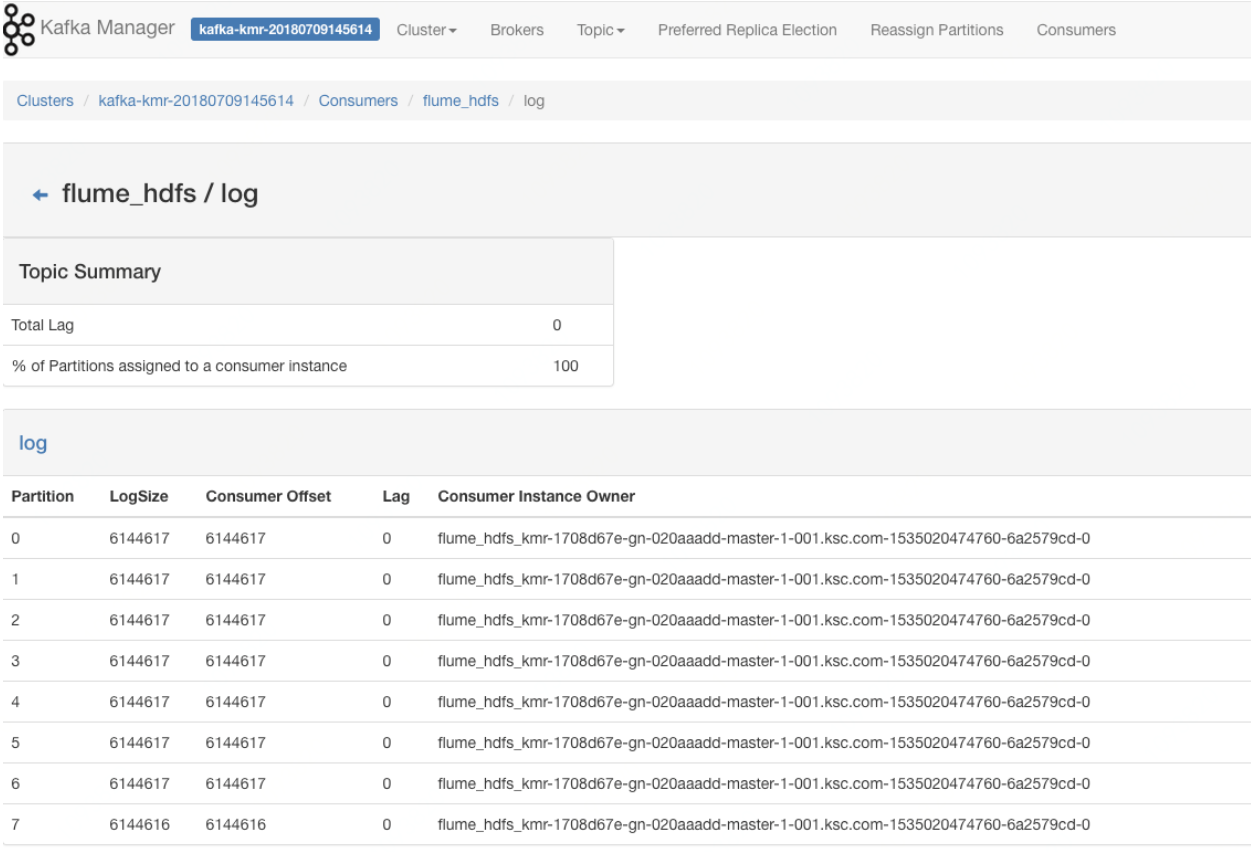 Kafka Manager kafka-kmr-20180709145614 Cluster Brokers Topic Preferred Replica Election Reassign Partitions Consumers
Clusters / kafka-kmr-20180709145614 / Consumers / flume_hdfs / log
flume_hdfs / log
Topic Summary
Total Lag 0
% of Partitions assigned to a consumer instance 100
log
Partition LogSize Consumer Offset Lag Consumer Instance Owner
0 6144617 6144617 0 flume_hdfs_kmr-1708d67e-gn-020aaadd-master-1-001.ksc.com-1535020474760-6a2579cd-0
1 6144617 6144617 0 flume_hdfs_kmr-1708d67e-gn-020aaadd-master-1-001.ksc.com-1535020474760-6a2579cd-0
2 6144617 6144617 0 flume_hdfs_kmr-1708d67e-gn-020aaadd-master-1-001.ksc.com-1535020474760-6a2579cd-0
3 6144617 6144617 0 flume_hdfs_kmr-1708d67e-gn-020aaadd-master-1-001.ksc.com-1535020474760-6a2579cd-0
4 6144617 6144617 0 flume_hdfs_kmr-1708d67e-gn-020aaadd-master-1-001.ksc.com-1535020474760-6a2579cd-0
5 6144617 6144617 0 flume_hdfs_kmr-1708d67e-gn-020aaadd-master-1-001.ksc.com-1535020474760-6a2579cd-0
6 6144617 6144617 0 flume_hdfs_kmr-1708d67e-gn-020aaadd-master-1-001.ksc.com-1535020474760-6a2579cd-0
7 6144616 6144616 0 flume_hdfs_kmr-1708d67e-gn-020aaadd-master-1-001.ksc.com-1535020474760-6a2579cd-0